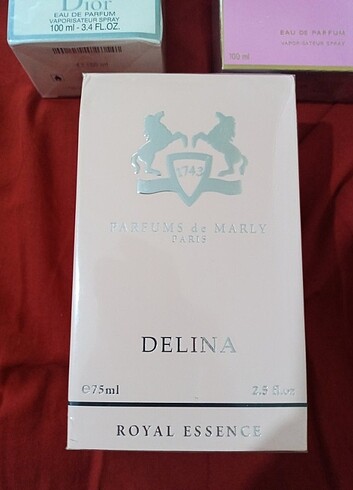 Dior
EAU DE PARFUM
VAPORISATEUR SPRAY
100 ml - 3.4 FL.OZ.
EAU DE PARFUM
VAPORISATEUR SPRAY
100 ml
1743
PARFUMS de MARLY
PARIS
DELINA
℮75ml 2.5 fl.oz
ROYAL ESSENCE